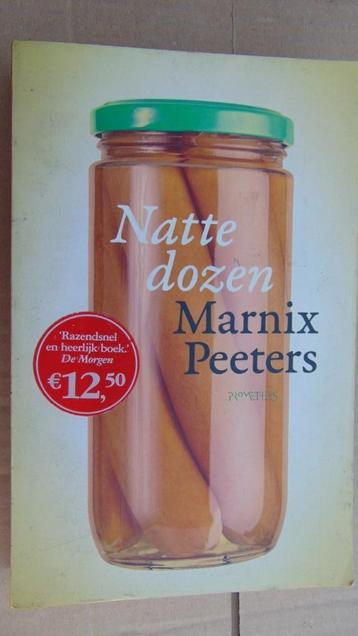 Natte
dozen
Marnix
Peeters
PROMETHEUS
'Razendsnel
en heerlijk boek.'
De Morgen
€12,50